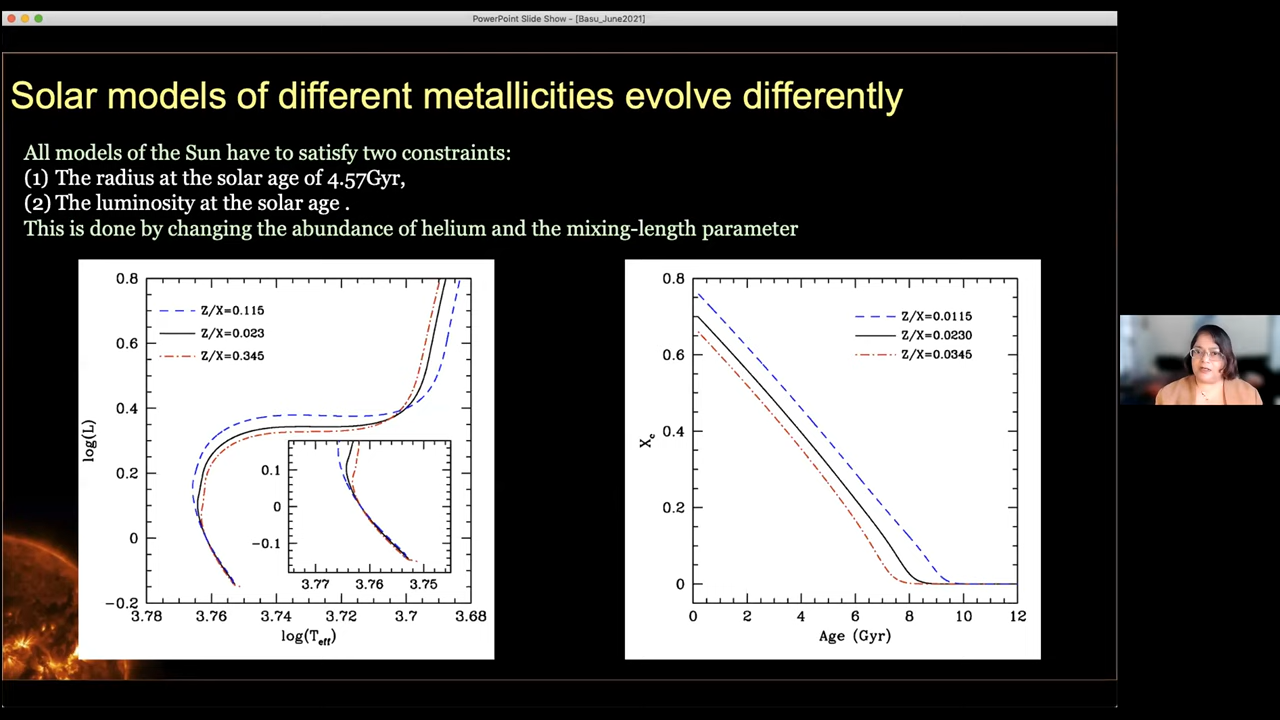 PowerPoint Slide Show - [Basu_June2021]
Solar models of different metallicities evolve differently
All models of the Sun have to satisfy two constraints:
(1) The radius at the solar age of 4.57Gyr,
(2) The luminosity at the solar age .
This is done by changing the abundance of helium and the mixing-length parameter
0.8
0.6
0.4
0.2
0
−0.2
log(L)
Z/X=0.115
Z/X=0.023
Z/X=0.345
0.1
0
−0.1
3.77 3.76 3.75
3.78 3.76 3.74 3.72 3.7 3.68
log(Teff)
0.8
0.6
0.4
0.2
0
Xc
Z/X=0.0115
Z/X=0.0230
Z/X=0.0345
0 2 4 6 8 10 12
Age (Gyr)